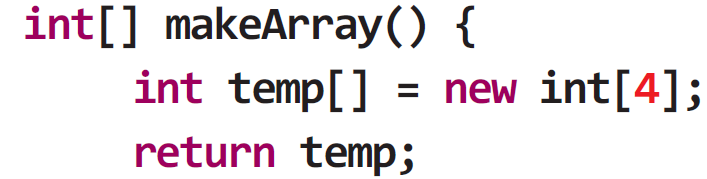 int[] makeArray() {
int temp[] = new int[4];
return temp;